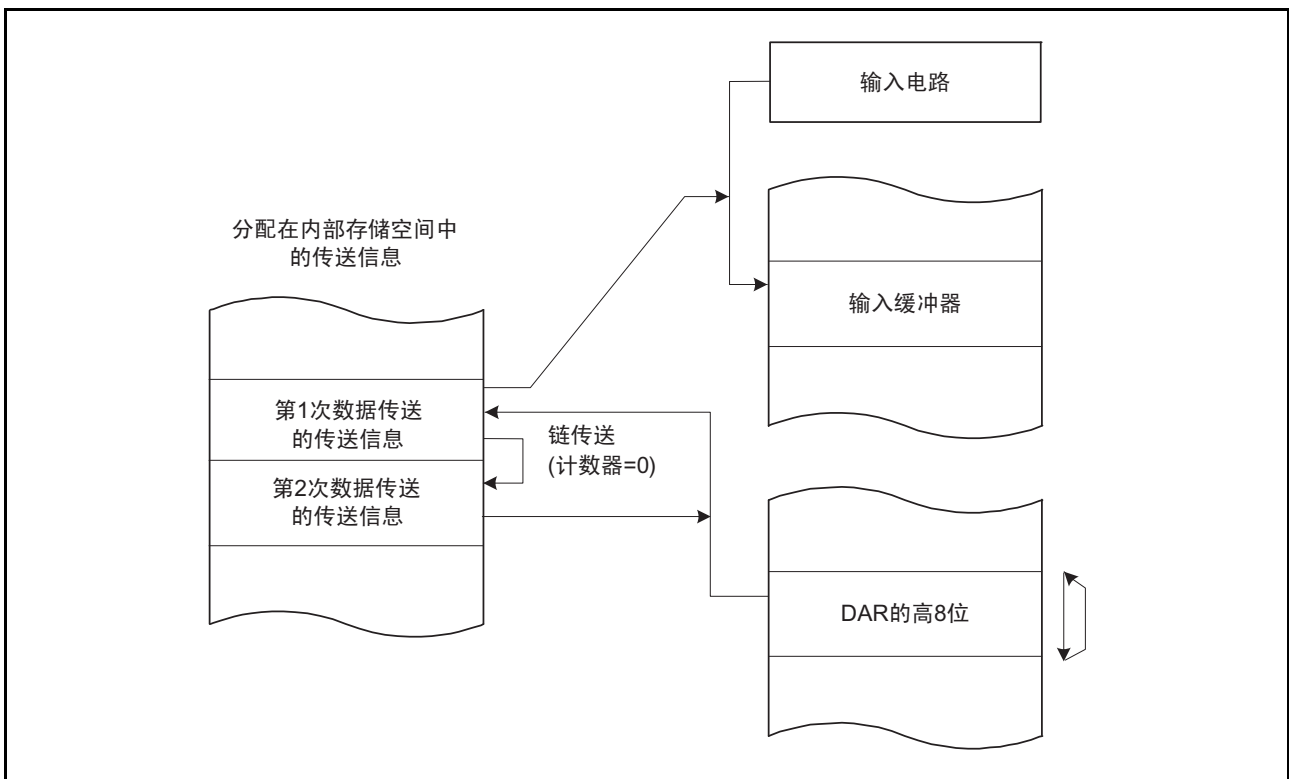 输入电路
分配在内部存储空间中
的传送信息
输入缓冲器
第1次数据传送
的传送信息
链传送
(计数器=0)
第2次数据传送
的传送信息
DAR的高8位